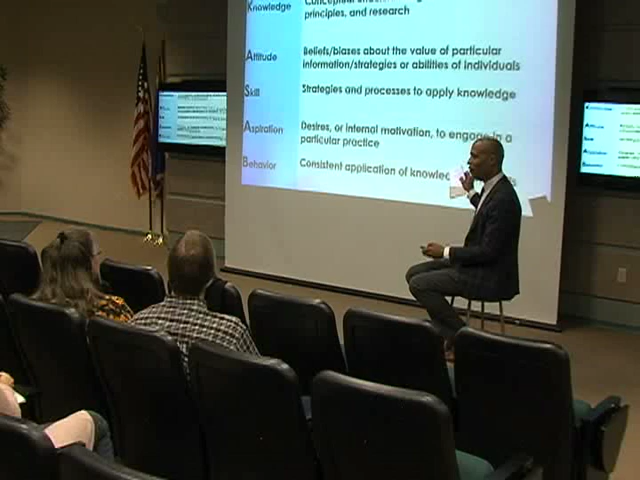 Knowledge
principles, and research
Attitude
Beliefs/biases about the value of particular
information/strategies or abilities of individuals
Skill
Strategies and processes to apply knowledge
Aspiration
Desires, or internal motivation, to engage in a
particular practice
Behavior
Consistent application of